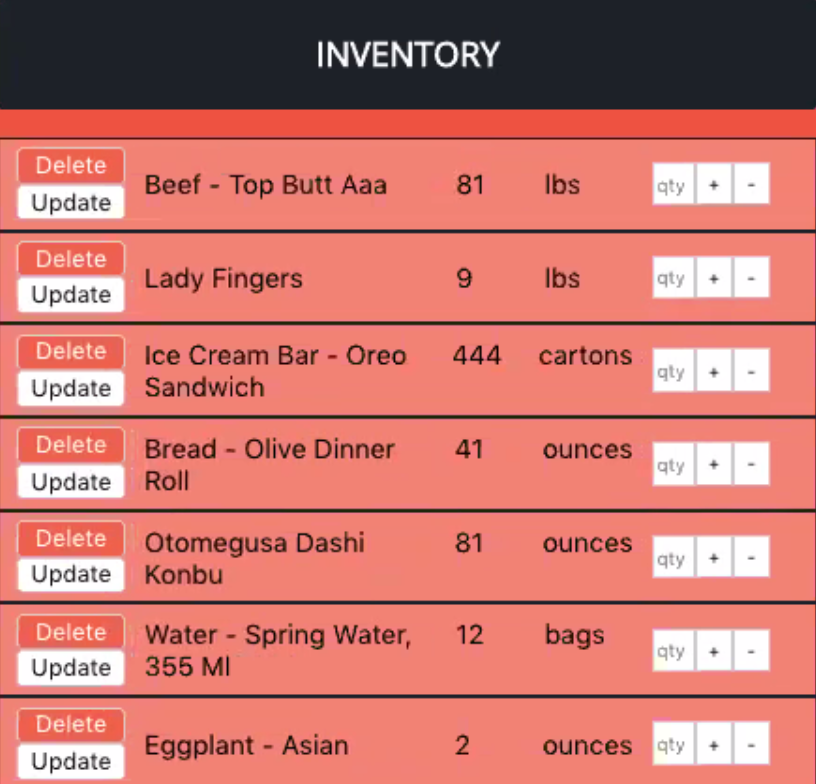 INVENTORY
Delete
Update
Beef - Top Butt Aaa 81 lbs qty + -
Delete
Update
Lady Fingers 9 lbs qty + -
Delete
Update
Ice Cream Bar - Oreo 444 cartons qty + -
Sandwich
Delete
Update
Bread - Olive Dinner 41 ounces qty + -
Roll
Delete
Update
Otomegusa Dashi 81 ounces qty + -
Konbu
Delete
Update
Water - Spring Water, 12 bags qty + -
355 Ml
Delete
Update
Eggplant - Asian 2 ounces qty + -